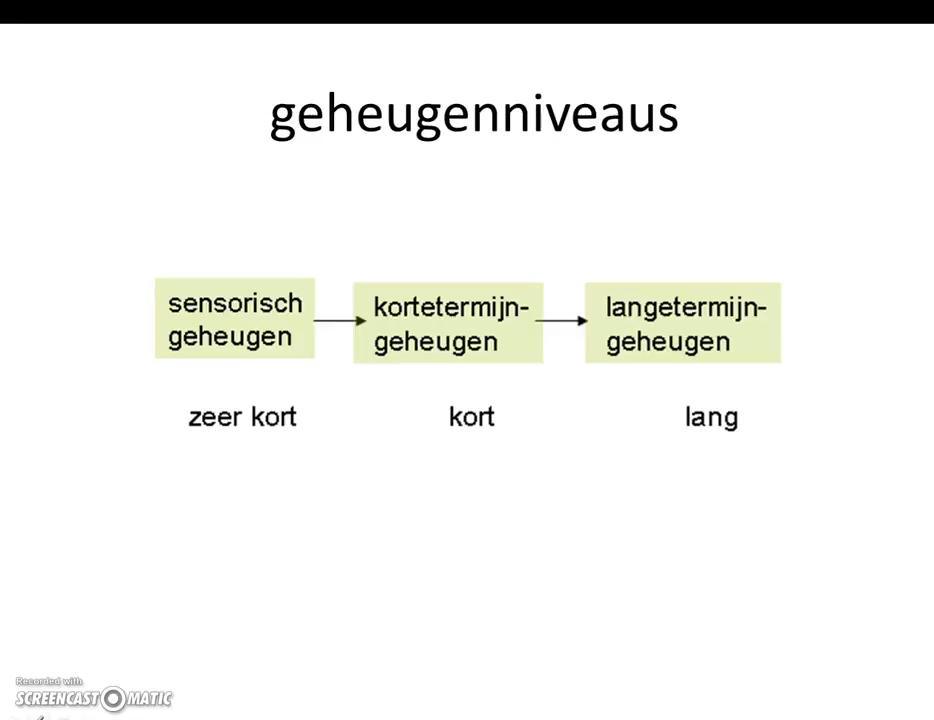 geheugenniveaus
sensorisch
geheugen
kortetermijn-
geheugen
langetermijn-
geheugen
zeer kort
kort
lang
Recorded with
SCREENCAST MATIC